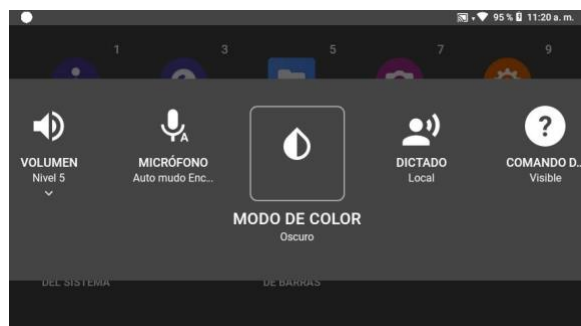 95 % 11:20 a. m.
1 3 5 7 9
VOLUMEN
Nivel 5
MICRÓFONO
Auto mudo Enc...
MODO DE COLOR
Oscuro
DICTADO
Local
COMANDO D...
Visible
DEL SISTEMA
DE BARRAS